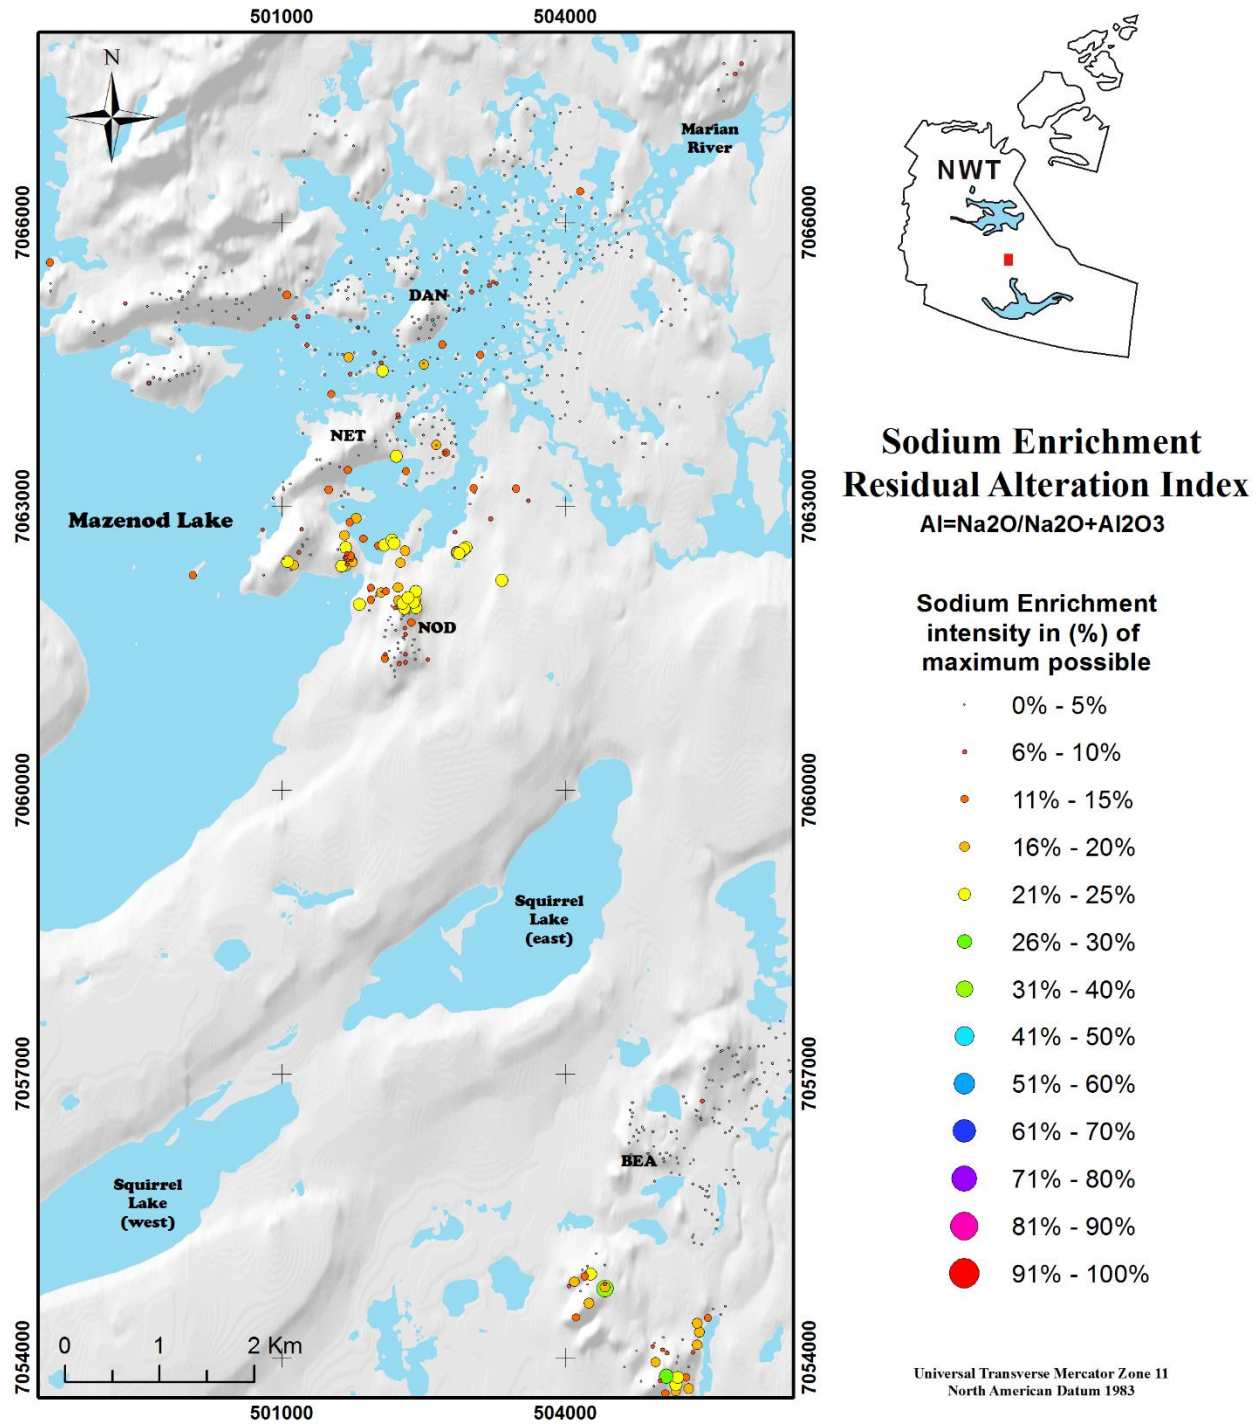 501000
504000
N
Marian
River
NWT
7066000
7066000
DAN
NET
Sodium Enrichment
Residual Alteration Index
AI=Na2O/Na2O+Al2O3
7063000
7063000
Mazenod Lake
NOD
Sodium Enrichment
intensity in (%) of
maximum possible
0% - 5%
6% - 10%
11% - 15%
16% - 20%
21% - 25%
26% - 30%
31% - 40%
41% - 50%
51% - 60%
61% - 70%
71% - 80%
81% - 90%
91% - 100%
7060000
7060000
Squirrel
Lake
(east)
7057000
7057000
BEA
Squirrel
Lake
(west)
0 1 2 Km
7054000
7054000
501000
504000
Universal Transverse Mercator Zone 11
North American Datum 1983